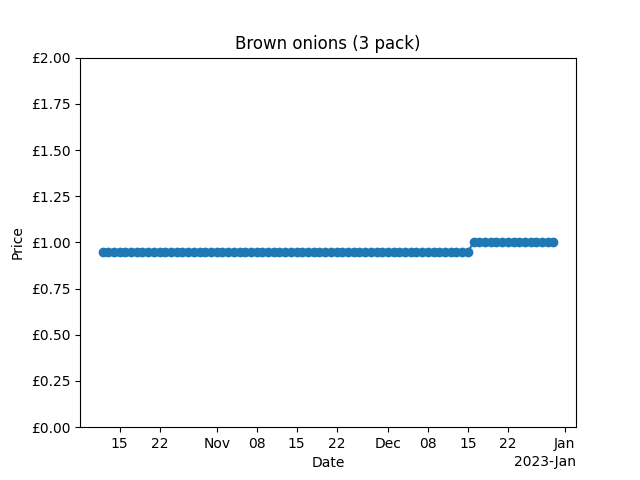 Brown onions (3 pack)
£2.00
£1.75
£1.50
£1.25
£1.00
£0.75
£0.50
£0.25
£0.00
Price
15 22 Nov 08 15 22 Dec 08 15 22 Jan
Date
2023-Jan